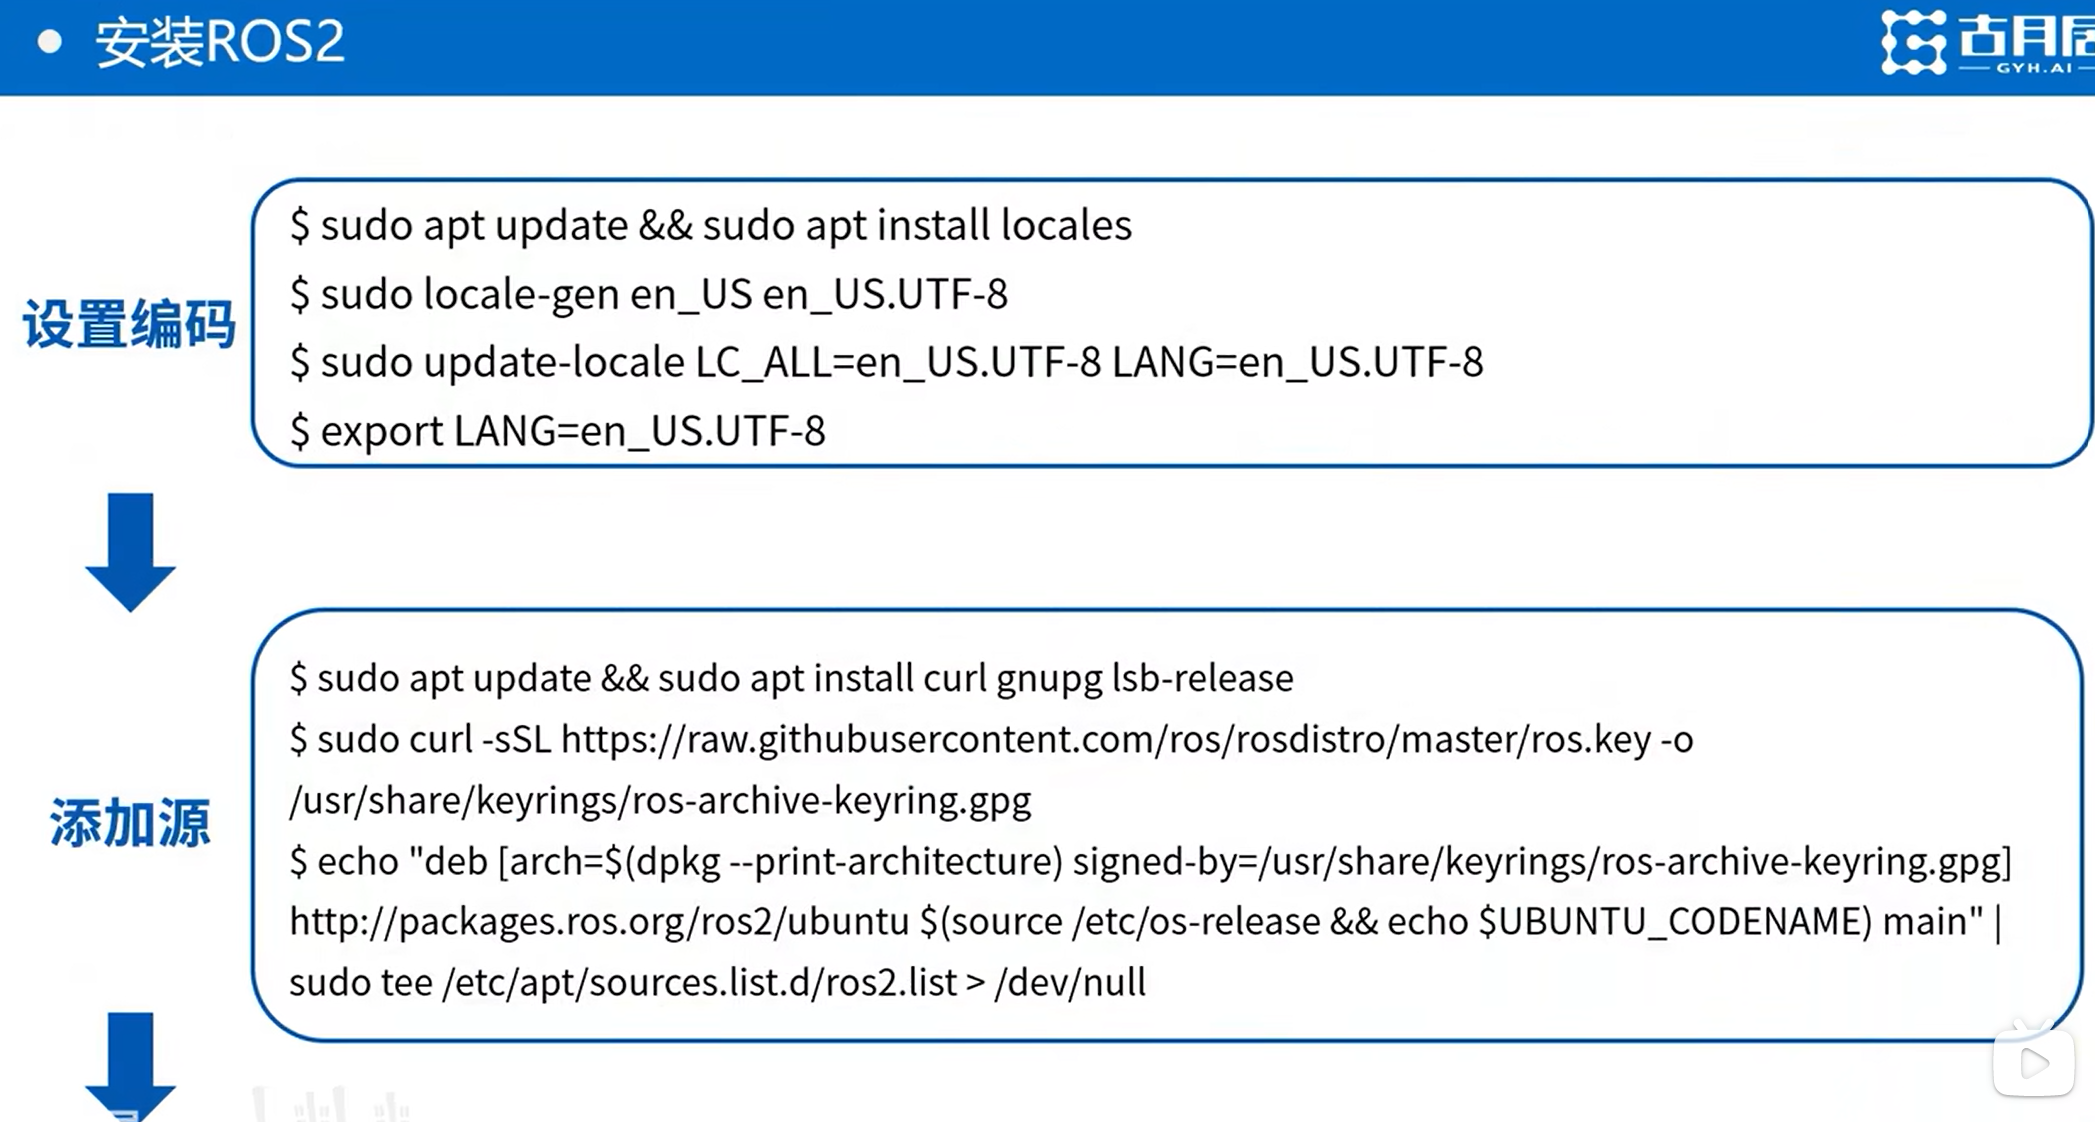 安装ROS2
古月居
GYH.AI
$ sudo apt update && sudo apt install locales
$ sudo locale-gen en_US en_US.UTF-8
设置编码
$ sudo update-locale LC_ALL=en_US.UTF-8 LANG=en_US.UTF-8
$ export LANG=en_US.UTF-8
$ sudo apt update && sudo apt install curl gnupg lsb-release
$ sudo curl -sSL https://raw.githubusercontent.com/ros/rosdistro/master/ros.key -o
/usr/share/keyrings/ros-archive-keyring.gpg
添加源
$ echo "deb [arch=$(dpkg --print-architecture) signed-by=/usr/share/keyrings/ros-archive-keyring.gpg]
http://packages.ros.org/ros2/ubuntu $(source /etc/os-release && echo $UBUNTU_CODENAME) main" |
sudo tee /etc/apt/sources.list.d/ros2.list > /dev/null